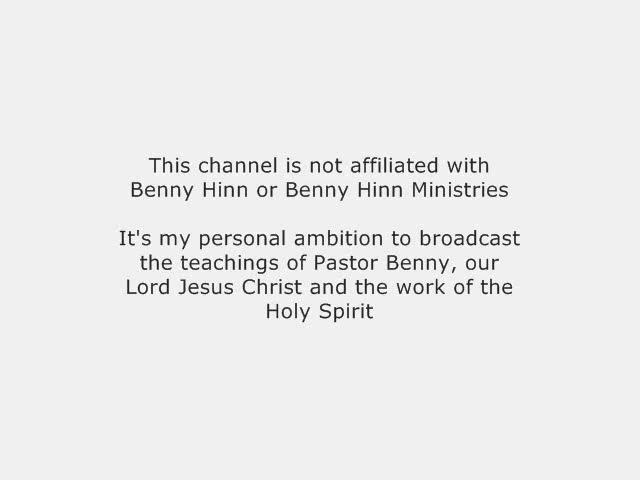 This channel is not affiliated with
Benny Hinn or Benny Hinn Ministries
It's my personal ambition to broadcast
the teachings of Pastor Benny, our
Lord Jesus Christ and the work of the
Holy Spirit